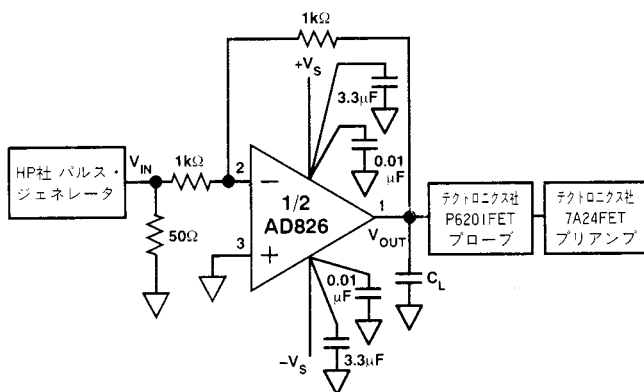 1kΩ
+VS
3.3μF
0.01
μF
HP社 パルス・
ジェネレータ
VIN
1kΩ
2
−
1/2
AD826
1
VOUT
3
+
50Ω
テクトロニクス社
P6201FET
プローブ
テクトロニクス社
7A24FET
プリアンプ
0.01
μF
CL
3.3μF
−VS